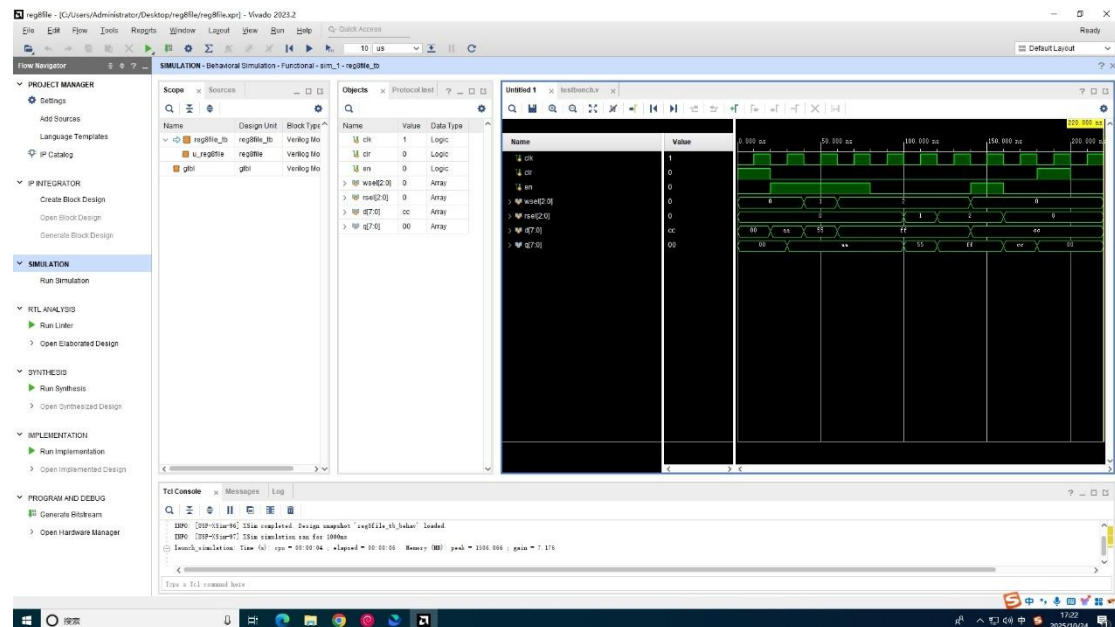 reg8file - [C:/Users/Administrator/Desktop/reg8file/reg8file.xpr] - Vivado 2023.2
File Edit Flow Tools Reports Window Layout View Run Help Quick Access
Ready
10 us
Default Layout
Flow Navigator
SIMULATION - Behavioral Simulation - Functional - sim_1 - reg8file_tb
PROJECT MANAGER
Settings
Add Sources
Language Templates
IP Catalog
IP INTEGRATOR
Create Block Design
Open Block Design
Generate Block Design
SIMULATION
Run Simulation
RTL ANALYSIS
Run Linter
Open Elaborated Design
SYNTHESIS
Run Synthesis
Open Synthesized Design
IMPLEMENTATION
Run Implementation
Open Implemented Design
PROGRAM AND DEBUG
Generate Bitstream
Open Hardware Manager
Scope Sources
Name Design Unit Block Type
reg8file_tb reg8file_tb Verilog Mo
u_reg8file reg8file Verilog Mo
glbl glbl Verilog Mo
Objects Protocol Inst
Name Value Data Type
clk 1 Logic
clr 0 Logic
en 0 Logic
wsel[2:0] 0 Array
rsel[2:0] 0 Array
d[7:0] cc Array
q[7:0] 00 Array
Untitled 1 testbench.v
220.000 ns
Name Value 0.000 ns 50.000 ns 100.000 ns 150.000 ns 200.000 ns
clk 1
clr 0
en 0
wsel[2:0] 0 0 1 2 0
rsel[2:0] 0 0 1 2 0
d[7:0] cc 00 aa 55 ff cc
q[7:0] 00 00 aa 55 ff cc 00
Tcl Console Messages Log
INFO: [USF-XSim-96] XSim completed. Design snapshot 'reg8file_tb_behav' loaded.
INFO: [USF-XSim-97] XSim simulation ran for 1000ns
launch_simulation: Time (s): cpu = 00:00:04 ; elapsed = 00:00:06 . Memory (MB): peak = 1506.066 ; gain = 7.176
Type a Tcl command here
中
搜索
中
17:22
2025/10/24